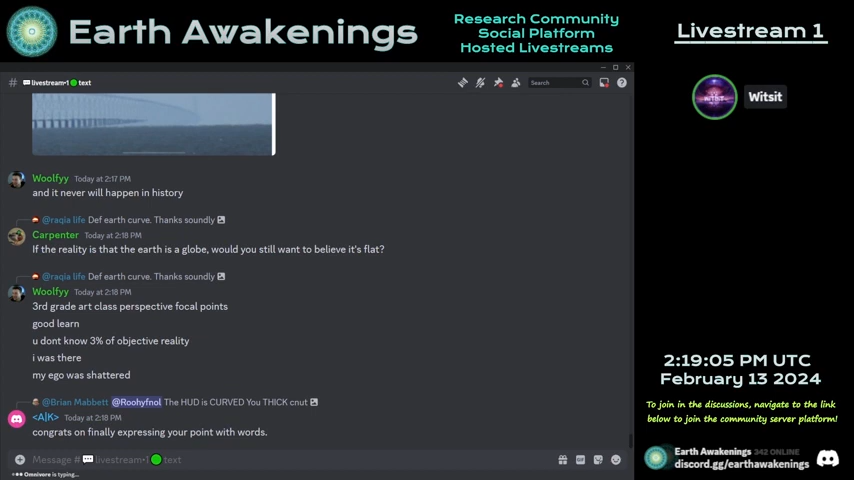 Earth Awakenings
Research Community
Social Platform
Hosted Livestreams
Livestream 1
# livestream•1 text
Search
Witsit
Woolfyy Today at 2:17 PM
and it never will happen in history
@raqia life Def earth curve. Thanks soundly
Carpenter Today at 2:18 PM
If the reality is that the earth is a globe, would you still want to believe it's flat?
@raqia life Def earth curve. Thanks soundly
Woolfyy Today at 2:18 PM
3rd grade art class perspective focal points
good learn
u dont know 3% of objective reality
i was there
my ego was shattered
@Brian Mabbett @Roohyfnol The HUD is CURVED You THICK cnut
<A|K> Today at 2:18 PM
congrats on finally expressing your point with words.
Message # livestream•1 text
GIF
Omnivore is typing...
2:19:05 PM UTC
February 13 2024
To join in the discussions, navigate to the link
below to join the community server platform!
Earth Awakenings 342 ONLINE
discord.gg/earthawakenings